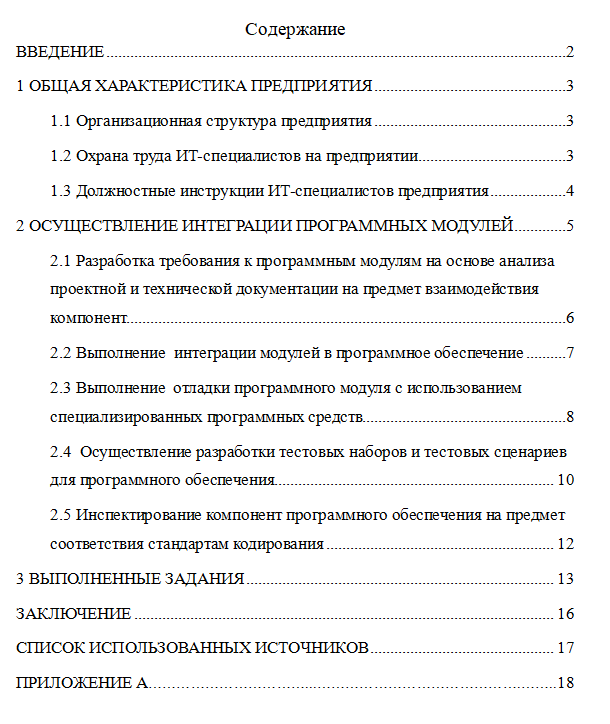 Содержание
ВВЕДЕНИЕ....................2
1 ОБЩАЯ ХАРАКТЕРИСТИКА ПРЕДПРИЯТИЯ....................3
1.1 Организационная структура предприятия....................3
1.2 Охрана труда ИТ-специалистов на предприятии....................3
1.3 Должностные инструкции ИТ-специалистов предприятия....................4
2 ОСУЩЕСТВЛЕНИЕ ИНТЕГРАЦИИ ПРОГРАММНЫХ МОДУЛЕЙ....................5
2.1 Разработка требования к программным модулям на основе анализа
проектной и технической документации на предмет взаимодействия
компонент....................6
2.2 Выполнение  интеграции модулей в программное обеспечение..........7
2.3 Выполнение  отладки программного модуля с использованием
специализированных программных средств....................8
2.4  Осуществление разработки тестовых наборов и тестовых сценариев
для программного обеспечения....................10
2.5 Инспектирование компонент программного обеспечения на предмет
соответствия стандартам кодирования....................12
3 ВЫПОЛНЕННЫЕ ЗАДАНИЯ....................13
ЗАКЛЮЧЕНИЕ....................16
СПИСОК ИСПОЛЬЗОВАННЫХ ИСТОЧНИКОВ....................17
ПРИЛОЖЕНИЕ А....................18